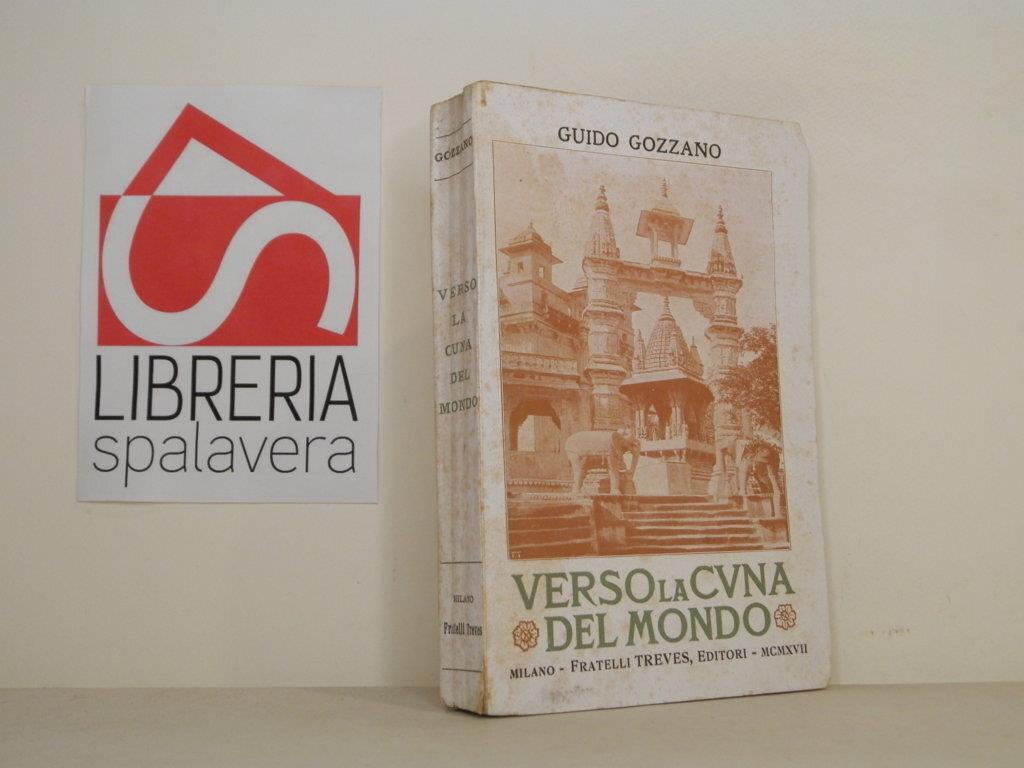 LIBRERIA
spalavera
GOZZANO
VERSO
LA
CUNA
DEL
MONDO
MILANO
Fratelli Treves
GUIDO GOZZANO
VERSO LA CVNA
DEL MONDO
MILANO - FRATELLI TREVES, EDITORI - MCMXVII